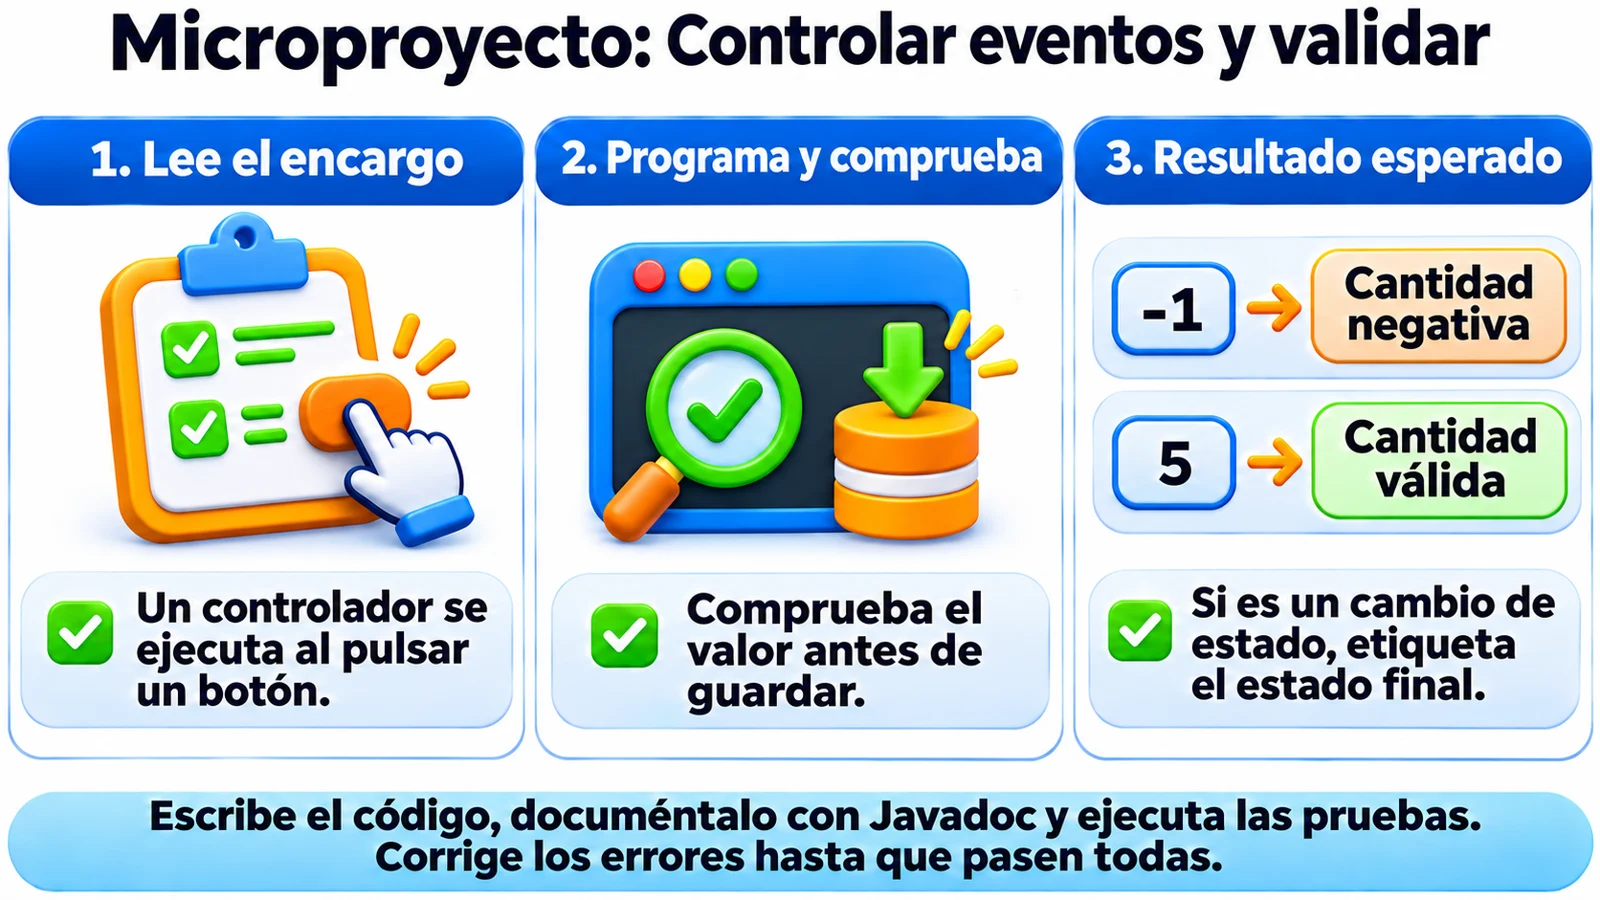 Microproyecto: Controlar eventos y validar
1. Lee el encargo
Un controlador se
ejecuta al pulsar
un botón.
2. Programa y comprueba
Comprueba el
valor antes de
guardar.
3. Resultado esperado
-1
Cantidad
negativa
5
Cantidad
válida
Si es un cambio de
estado, etiqueta
el estado final.
Escribe el código, documéntalo con Javadoc y ejecuta las pruebas.
Corrige los errores hasta que pasen todas.